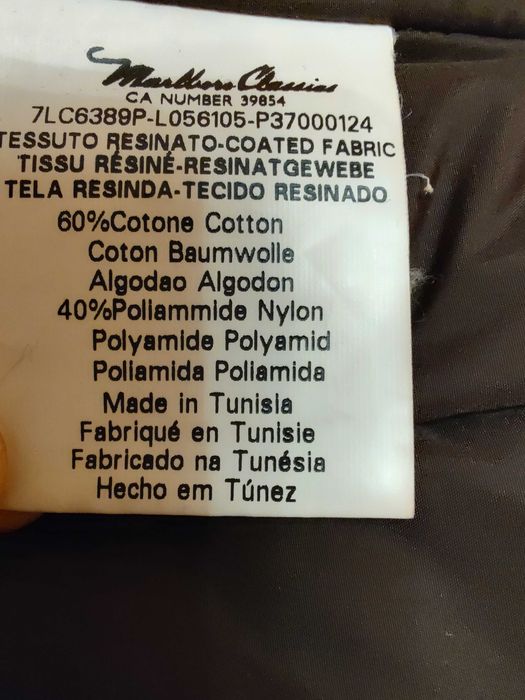 Marlboro Classics
CA NUMBER 39854
7LC6389P-L056105-P37000124
TESSUTO RESINATO-COATED FABRIC
TISSU RÉSINÉ-RESINATGEWEBE
TELA RESINDA-TECIDO RESINADO
60%Cotone Cotton
Coton Baumwolle
Algodao Algodon
40%Poliammide Nylon
Polyamide Polyamid
Poliamida Poliamida
Made in Tunisia
Fabriqué en Tunisie
Fabricado na Tunésia
Hecho em Túnez